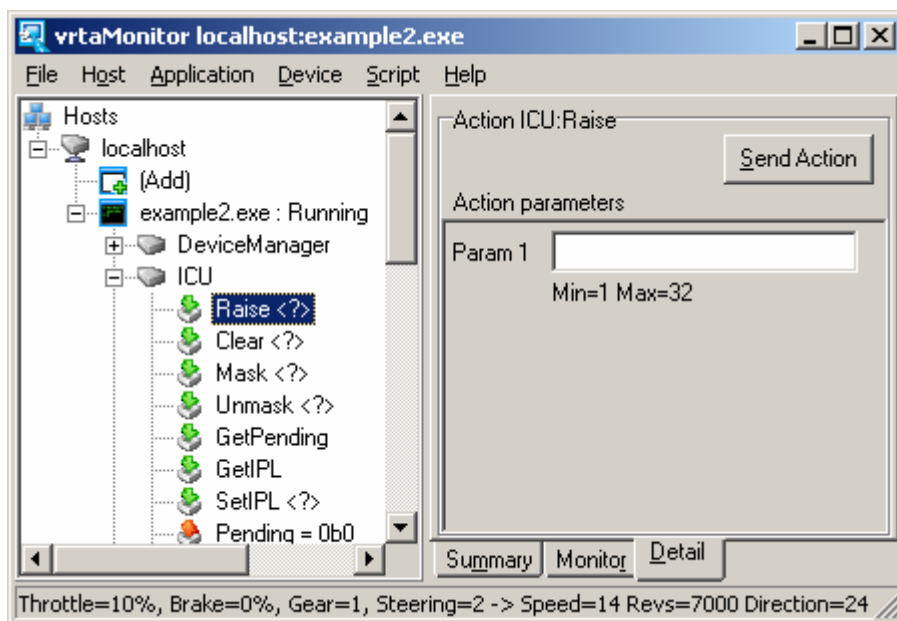 vrtaMonitor localhost:example2.exe
File Host Application Device Script Help
Hosts
localhost
(Add)
example2.exe : Running
DeviceManager
ICU
Raise <?>
Clear <?>
Mask <?>
Unmask <?>
GetPending
GetIPL
SetIPL <?>
Pending = 0b0
Action ICU:Raise
Send Action
Action parameters
Param 1
Min=1 Max=32
Summary Monitor Detail
Throttle=10%, Brake=0%, Gear=1, Steering=2 -> Speed=14 Revs=7000 Direction=24